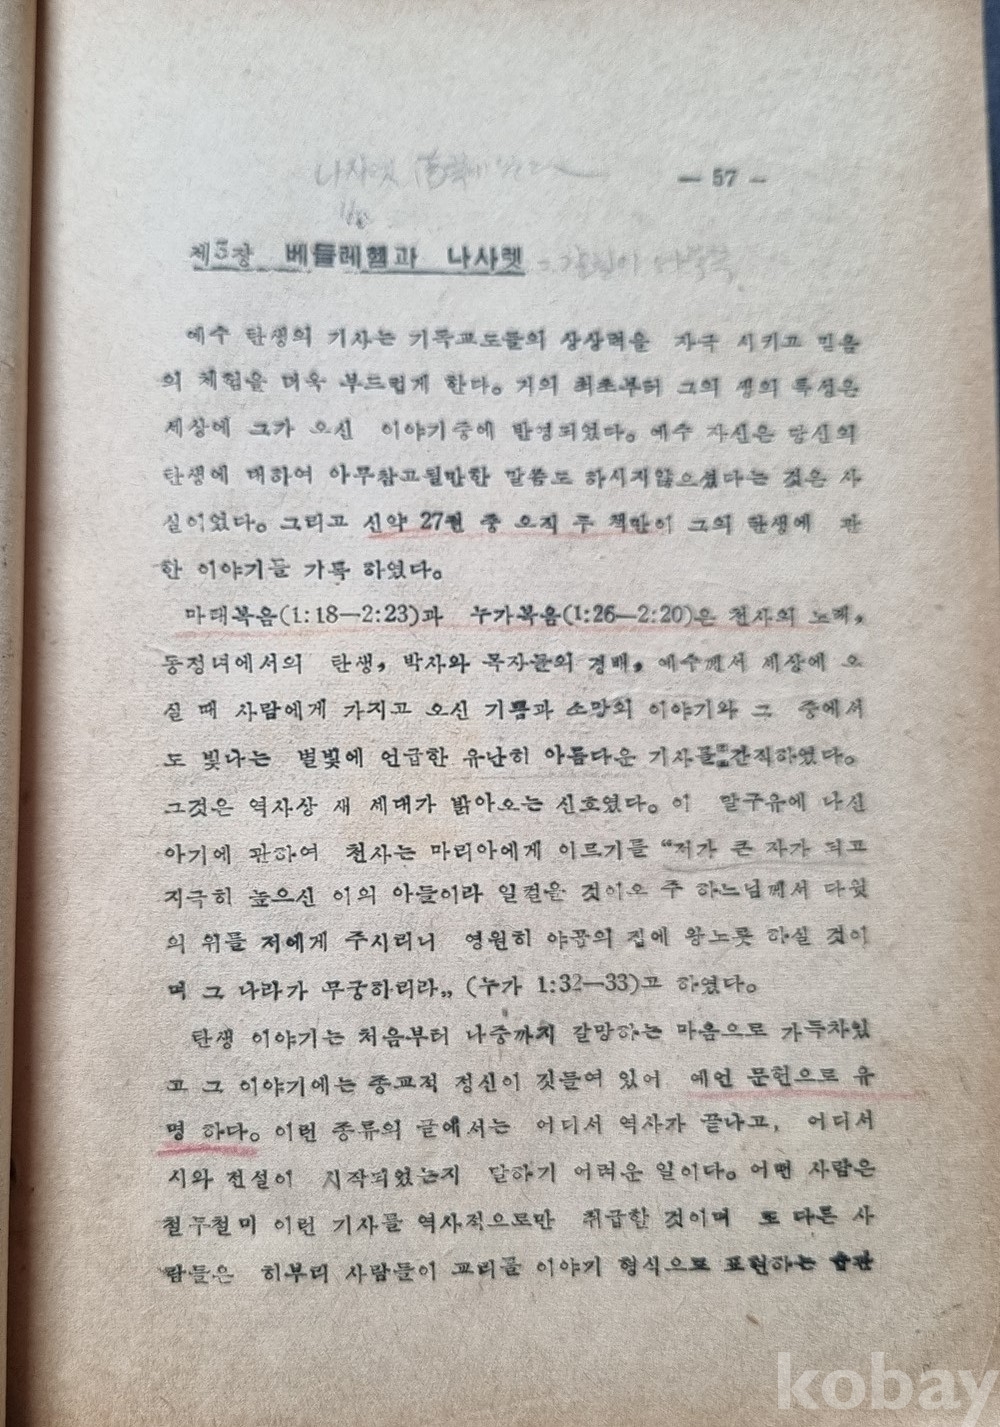 나사렛
— 57 —
제3장 베들레헴과 나사렛
예수 탄생의 기사는 기독교도들의 상상력을 자극 시키고 믿음
의 체험을 더욱 부드럽게 한다。 거의 최초부터 그의 생의 특성은
세상에 그가 오신 이야기중에 반영되었다。 예수 자신은 당신의
탄생에 대하여 아무참고될만한 말씀도 하시지않으셨다는 것은 사
실이었다。 그리고 신약 27편 중 오직 두 책만이 그의 탄생에 관
한 이야기들 가록 하였다。
마태복음(1:18—2:23)과 누가복음(1:26—2:20)은 천사의 노래,
동정녀에서의 탄생, 박사와 목자들의 경배, 예수께서 세상에 오
실 때 사람에게 가지고 오신 기쁨과 소망의 이야기와 그 중에서
도 빛나는 별빛에 언급한 유난히 아름다운 기사를 간직하였다。
그것은 역사상 새 세대가 밝아오는 신호였다。 이 말구유에 나신
아기에 관하여 천사는 마리아에게 이르기를 “저가 큰 자가 되고
지극히 높으신 이의 아들이라 일컬을 것이오 주 하느님께서 다윗
의 위를 저에게 주시리니 영원히 야곱의 집에 왕노릇 하실 것이
며 그 나라가 무궁하리라„ (누가 1:32—33)고 하였다。
탄생 이야기는 처음부터 나중까지 갈망하는 마음으로 가득차있
고 그 이야기에는 종교적 정신이 깃들여 있어 예언 문헌으로 유
명 하다。 이런 종류의 글에서는 어디서 역사가 끝나고, 어디서
시와 전설이 시작되었는지 말하기 어려운 일이다。 어떤 사람은
철두철미 이런 기사를 역사적으로만 취급한 것이며 또 다른 사
람들은 히부리 사람들이 교리를 이야기 형식으로 표현하는 습관
kobay